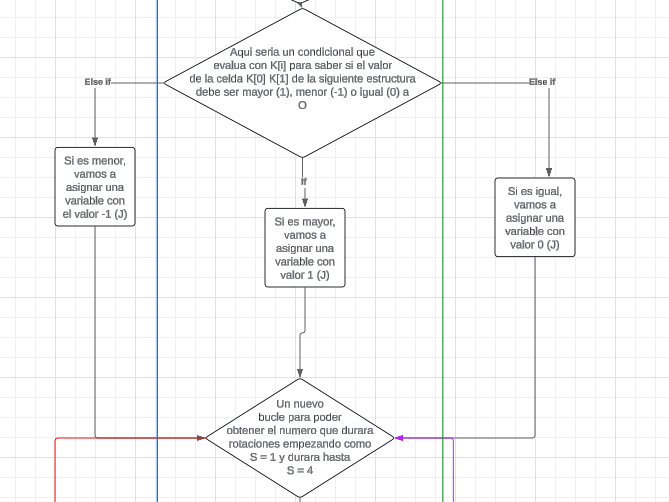 Aqui seria un condicional que
evalua con K[i] para saber si el valor
de la celda K[0] K[1] de la siguiente estructura
debe ser mayor (1), menor (-1) o igual (0) a
O
Else if
Else if
Si es menor,
vamos a
asignar una
variable con
el valor -1 (J)
If
Si es igual,
vamos a
asignar una
variable con
valor 0 (J)
Si es mayor,
vamos a
asignar una
variable con
valor 1 (J)
Un nuevo
bucle para poder
obtener el numero que durara
rotaciones empezando como
S = 1 y durara hasta
S = 4